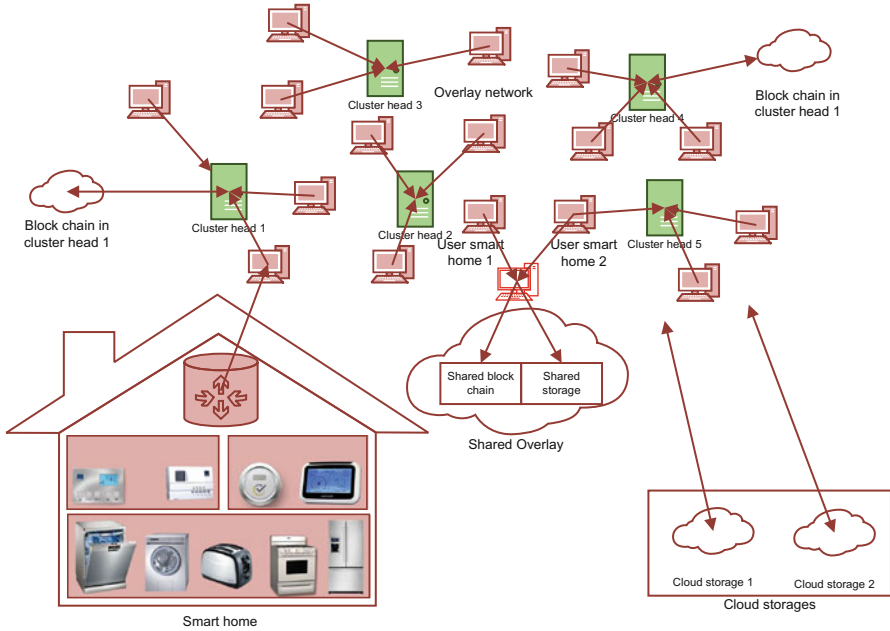 Cluster head 3
Overlay network
Cluster head 4
Block chain in
cluster head 1
Block chain in
cluster head 1
Cluster head 1
Cluster head 2
User smart
home 1
User smart
home 2
Cluster head 5
Shared block
chain
Shared
storage
Shared Overlay
Cloud storage 1
Cloud storage 2
Cloud storages
Smart home